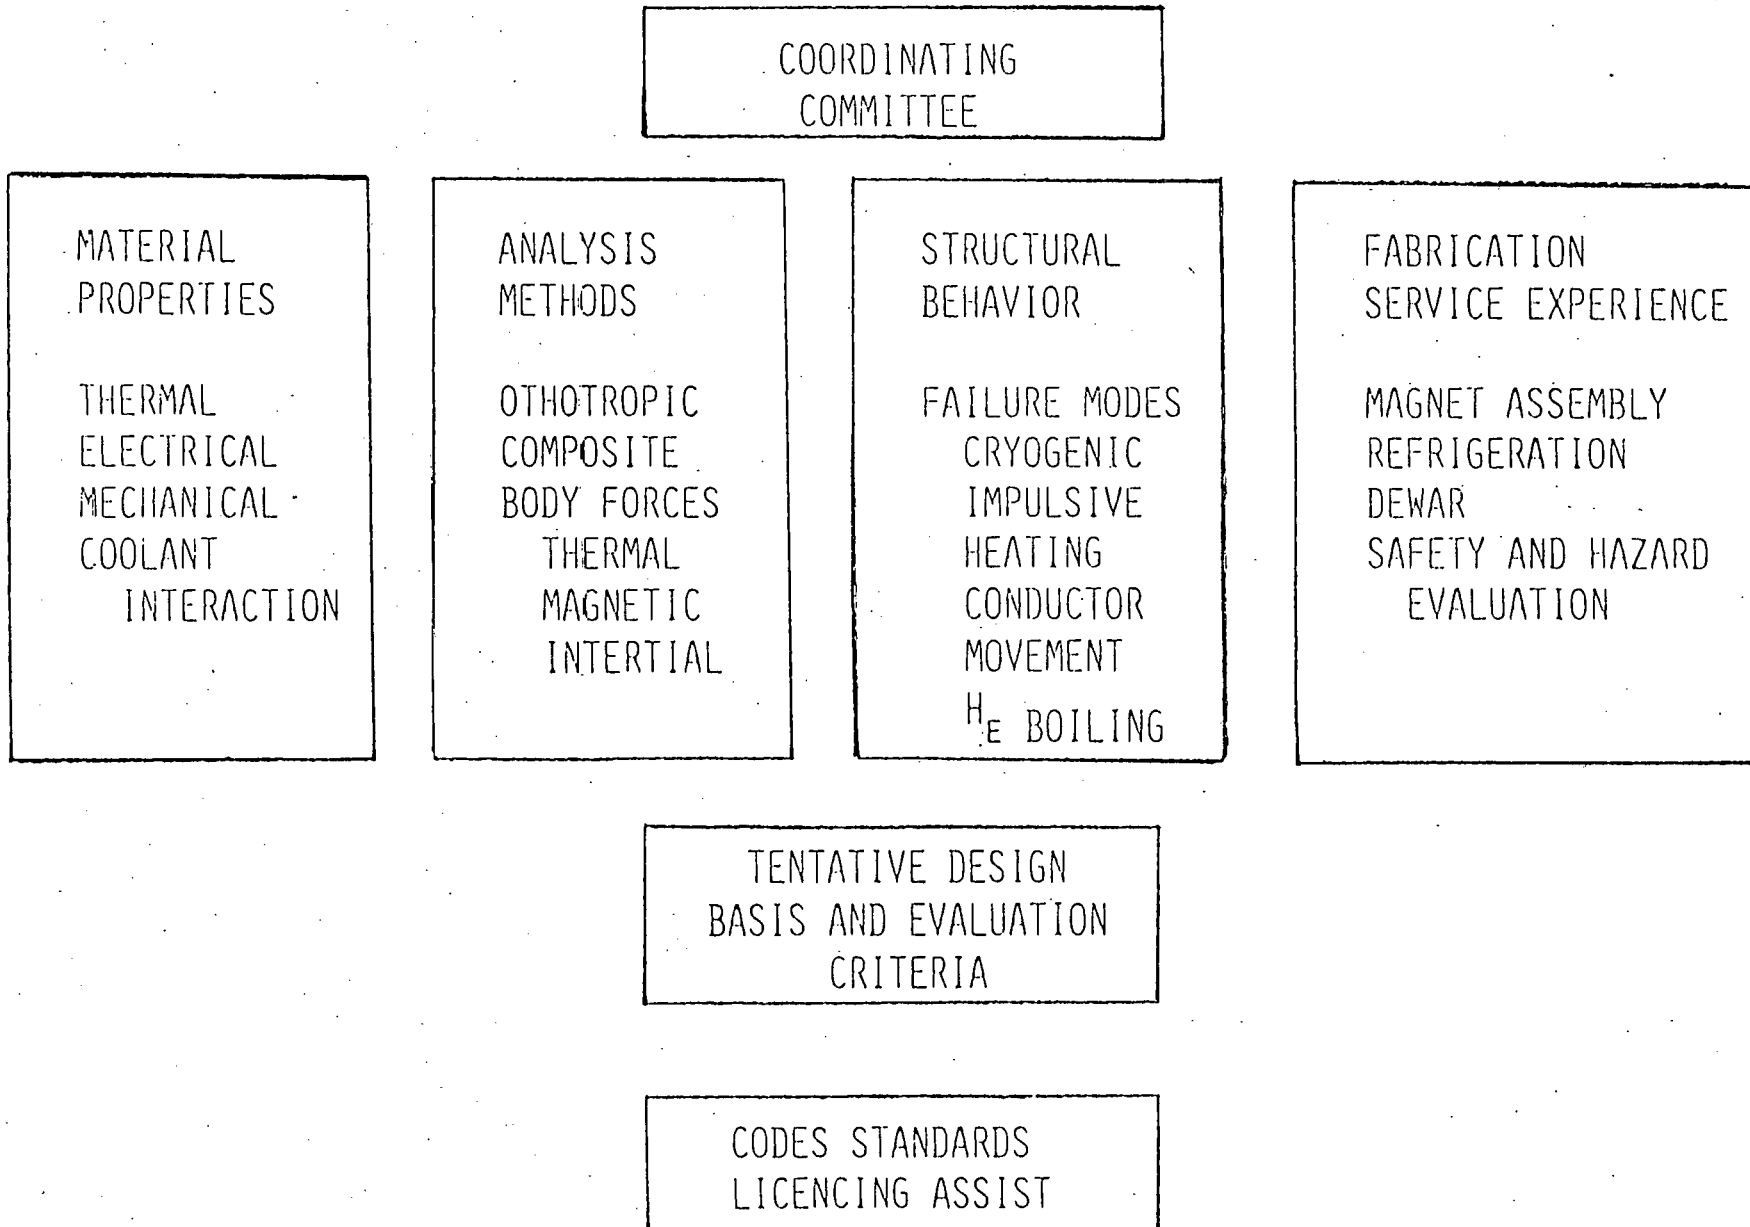 COORDINATING
COMMITTEE
MATERIAL
PROPERTIES
THERMAL
ELECTRICAL
MECHANICAL
COOLANT
INTERACTION
ANALYSIS
METHODS
OTHOTROPIC
COMPOSITE
BODY FORCES
THERMAL
MAGNETIC
INTERTIAL
STRUCTURAL
BEHAVIOR
FAILURE MODES
CRYOGENIC
IMPULSIVE
HEATING
CONDUCTOR
MOVEMENT
HE BOILING
FABRICATION
SERVICE EXPERIENCE
MAGNET ASSEMBLY
REFRIGERATION
DEWAR
SAFETY AND HAZARD
EVALUATION
TENTATIVE DESIGN
BASIS AND EVALUATION
CRITERIA
CODES STANDARDS
LICENCING ASSIST